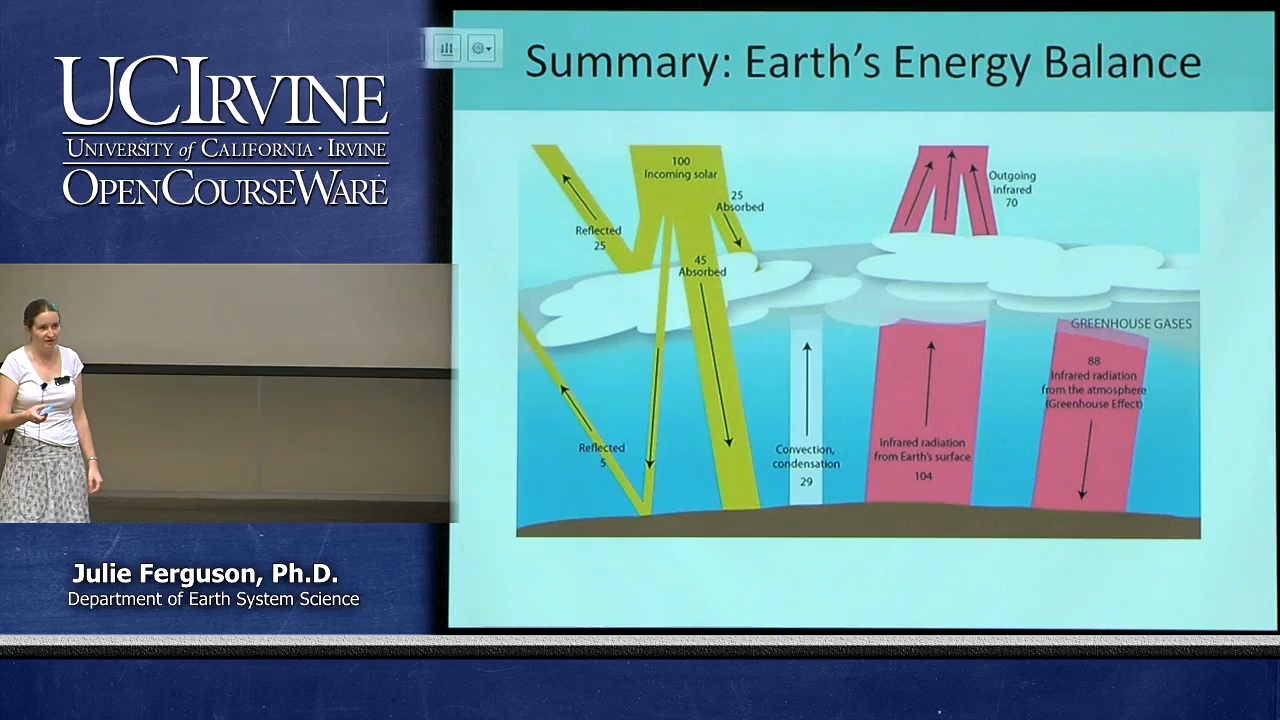 UCIRVINE
UNIVERSITY of CALIFORNIA · IRVINE
OPENCOURSEWARE
Julie Ferguson, Ph.D.
Department of Earth System Science
Summary: Earth's Energy Balance
100
Incoming solar
25
Absorbed
Reflected
25
45
Absorbed
Outgoing
infrared
70
GREENHOUSE GASES
88
Infrared radiation
from the atmosphere
(Greenhouse Effect)
Reflected
5
Convection,
condensation
29
Infrared radiation
from Earth's surface
104